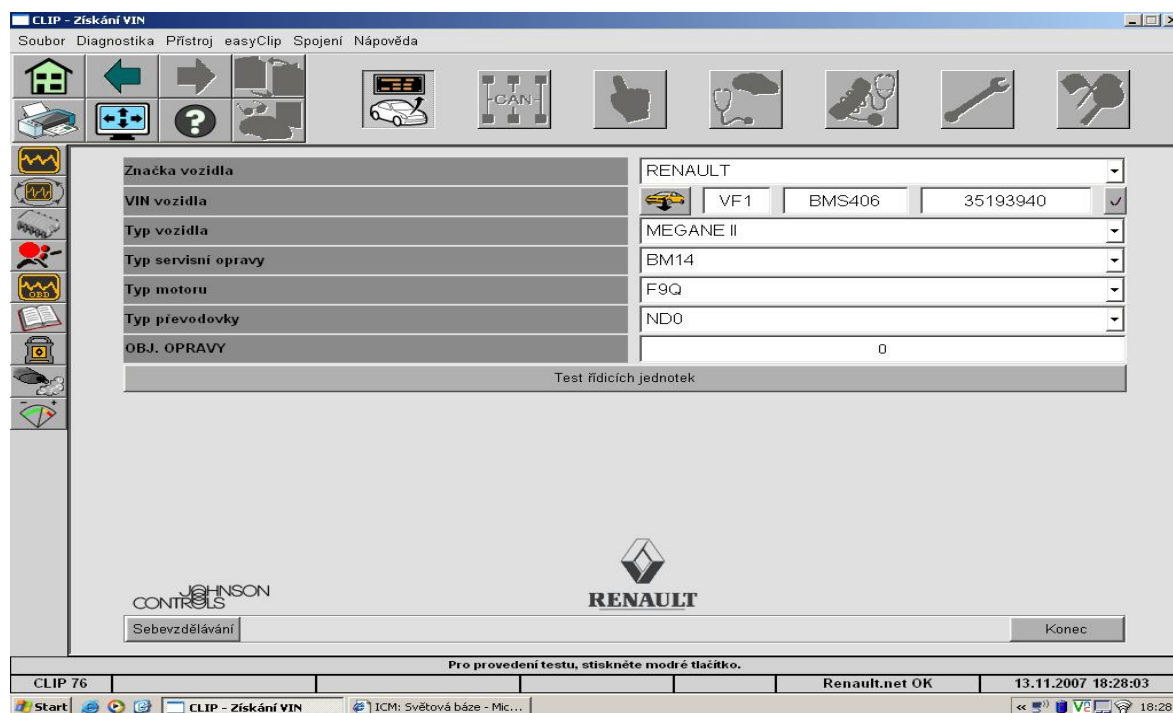 CLIP - Získání VIN
Soubor Diagnostika Přístroj easyClip Spojení Nápověda
CAN
Značka vozidla RENAULT
VIN vozidla VF1 BMS406 35193940
Typ vozidla MEGANE II
Typ servisní opravy BM14
Typ motoru F9Q
OBD
Typ převodovky ND0
OBJ. OPRAVY 0
Test řídicích jednotek
JOHNSON
CONTROLS
RENAULT
Sebevzdělávání Konec
Pro provedení testu, stiskněte modré tlačítko.
CLIP 76 Renault.net OK 13.11.2007 18:28:03
Start CLIP - Získání VIN ICM: Světová báze - Mic... 18:28